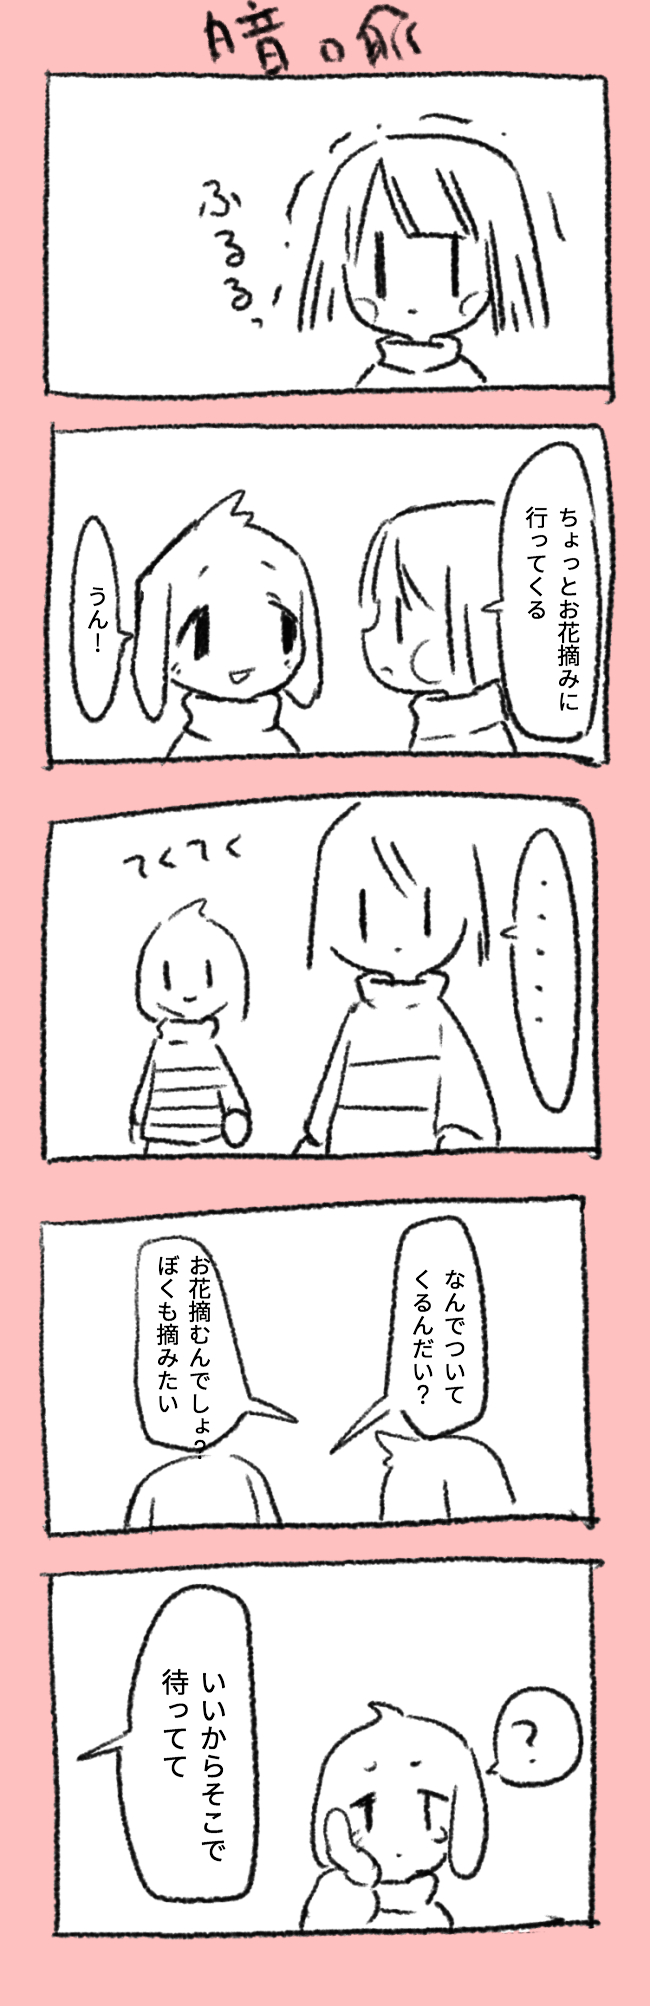 暗喩
ふるるっ
ちょっとお花摘みに
行ってくる
うん！
・・・・・
てくてく
なんでついて
くるんだい？
お花摘むんでしょ？
ぼくも摘みたい
？
いいからそこで
待ってて